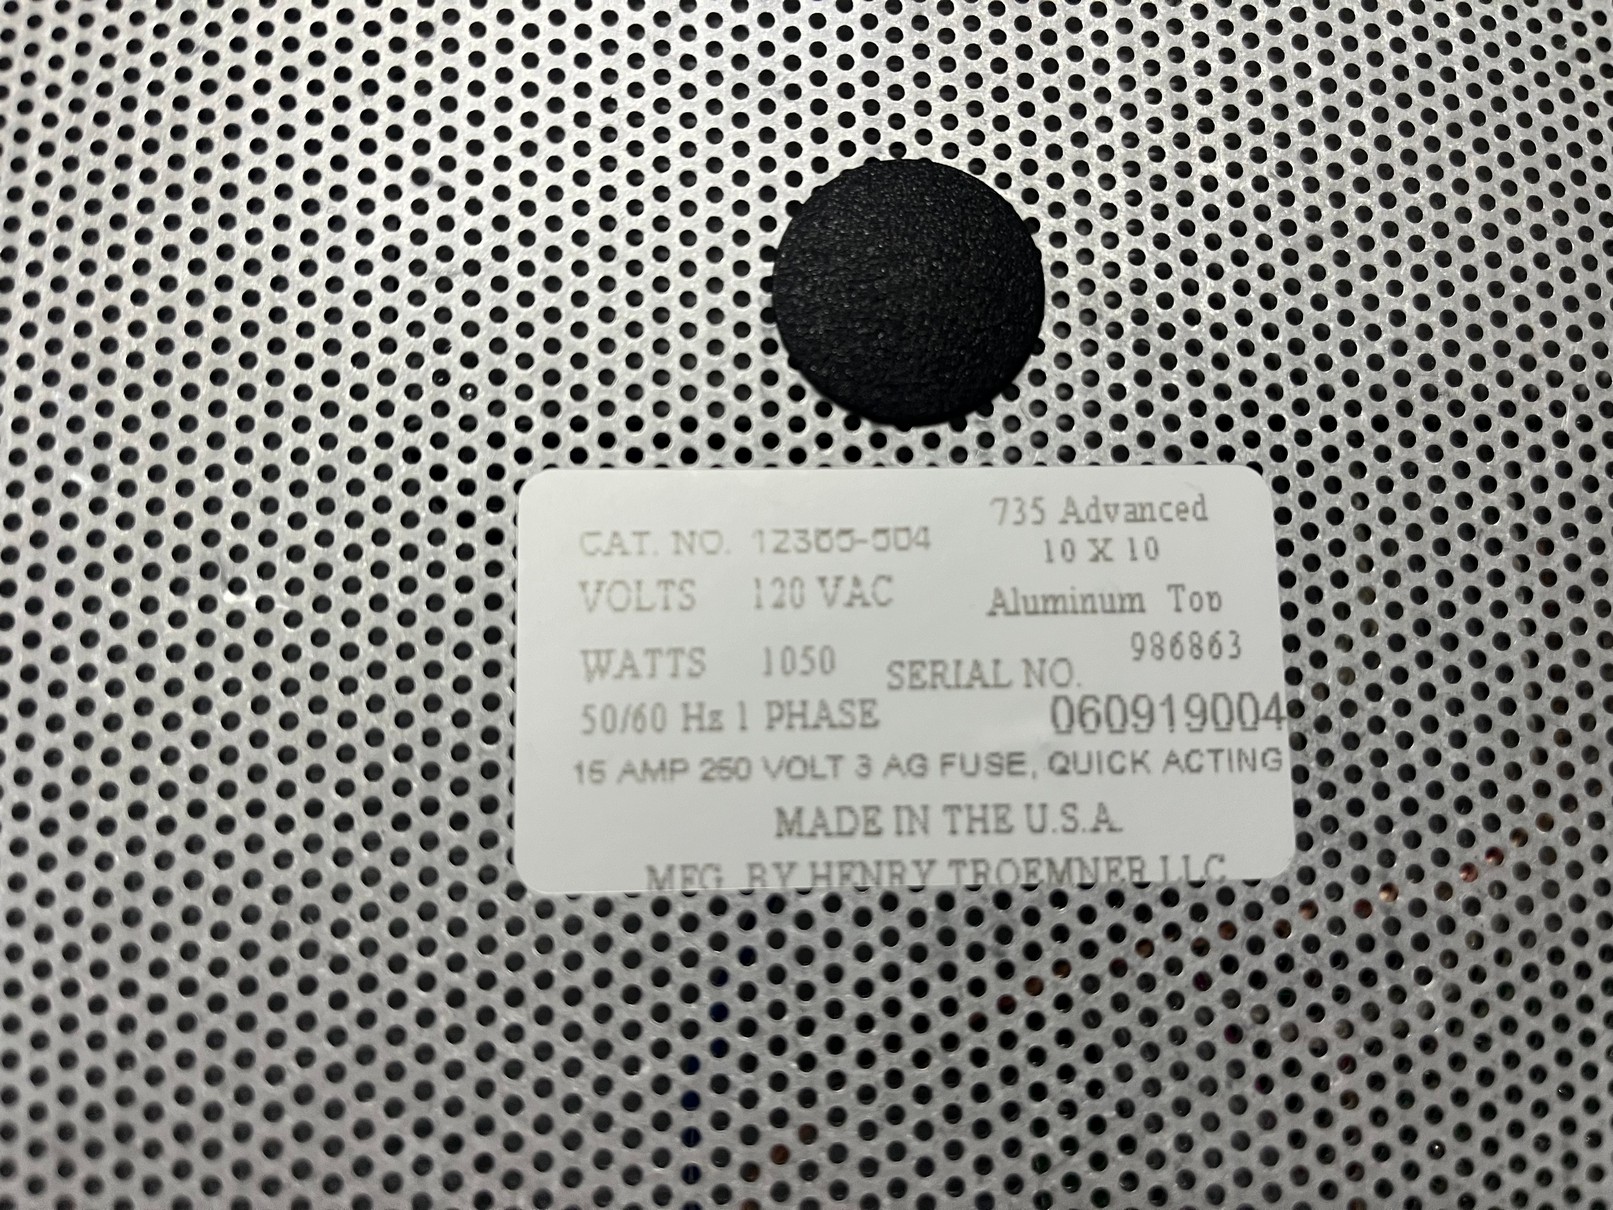 735 Advanced
CAT. NO. 12365-504
10 X 10
VOLTS 120 VAC
Aluminum Top
986863
WATTS 1050
SERIAL NO.
50/60 Hz 1 PHASE
060919004
15 AMP 250 VOLT 3 AG FUSE, QUICK ACTING
MADE IN THE U.S.A.
MFG. BY HENRY TROEMNER LLC